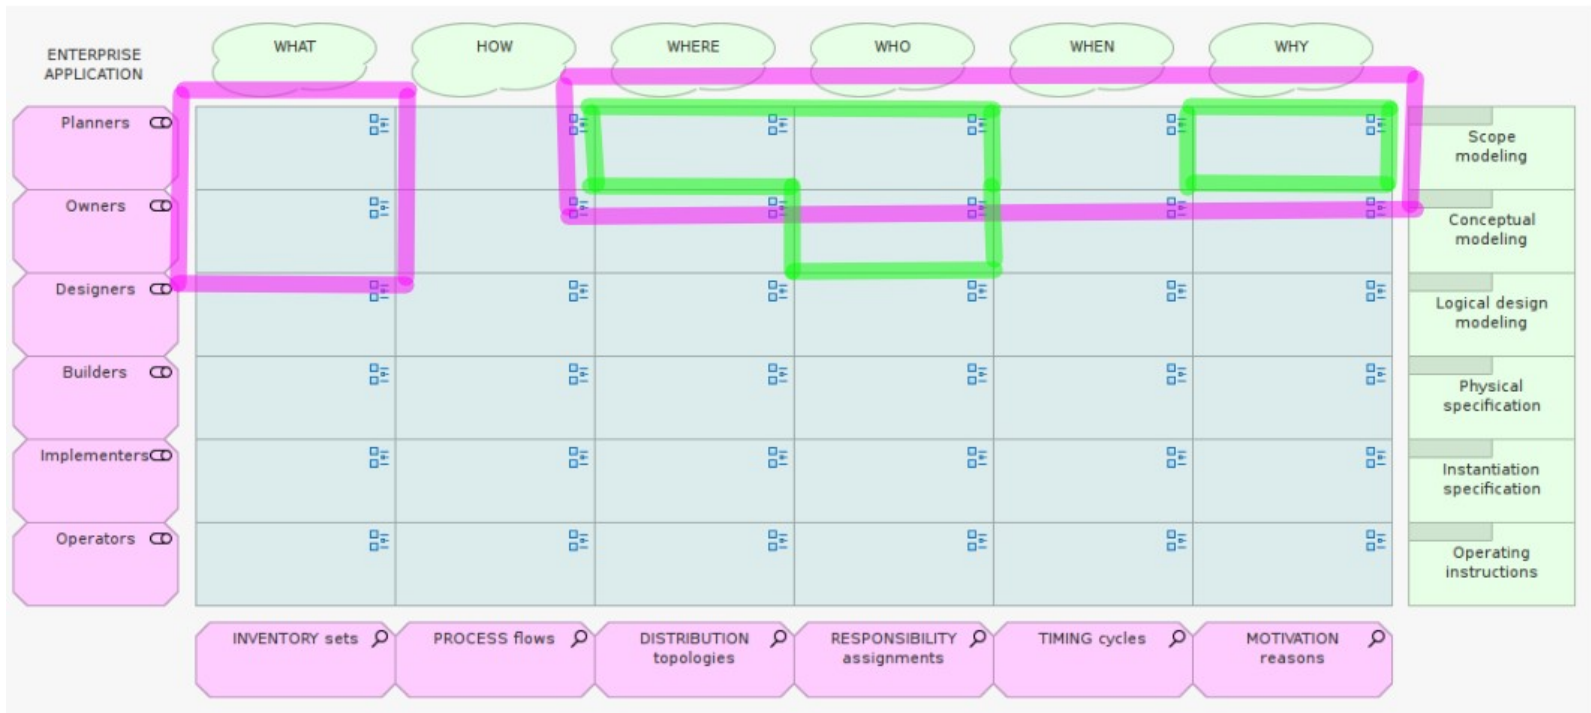 ENTERPRISE
APPLICATION
WHAT
HOW
WHERE
WHO
WHEN
WHY
Planners
Scope
modeling
Owners
Conceptual
modeling
Designers
Logical design
modeling
Builders
Physical
specification
Implementers
Instantiation
specification
Operators
Operating
instructions
INVENTORY sets
PROCESS flows
DISTRIBUTION
topologies
RESPONSIBILITY
assignments
TIMING cycles
MOTIVATION
reasons